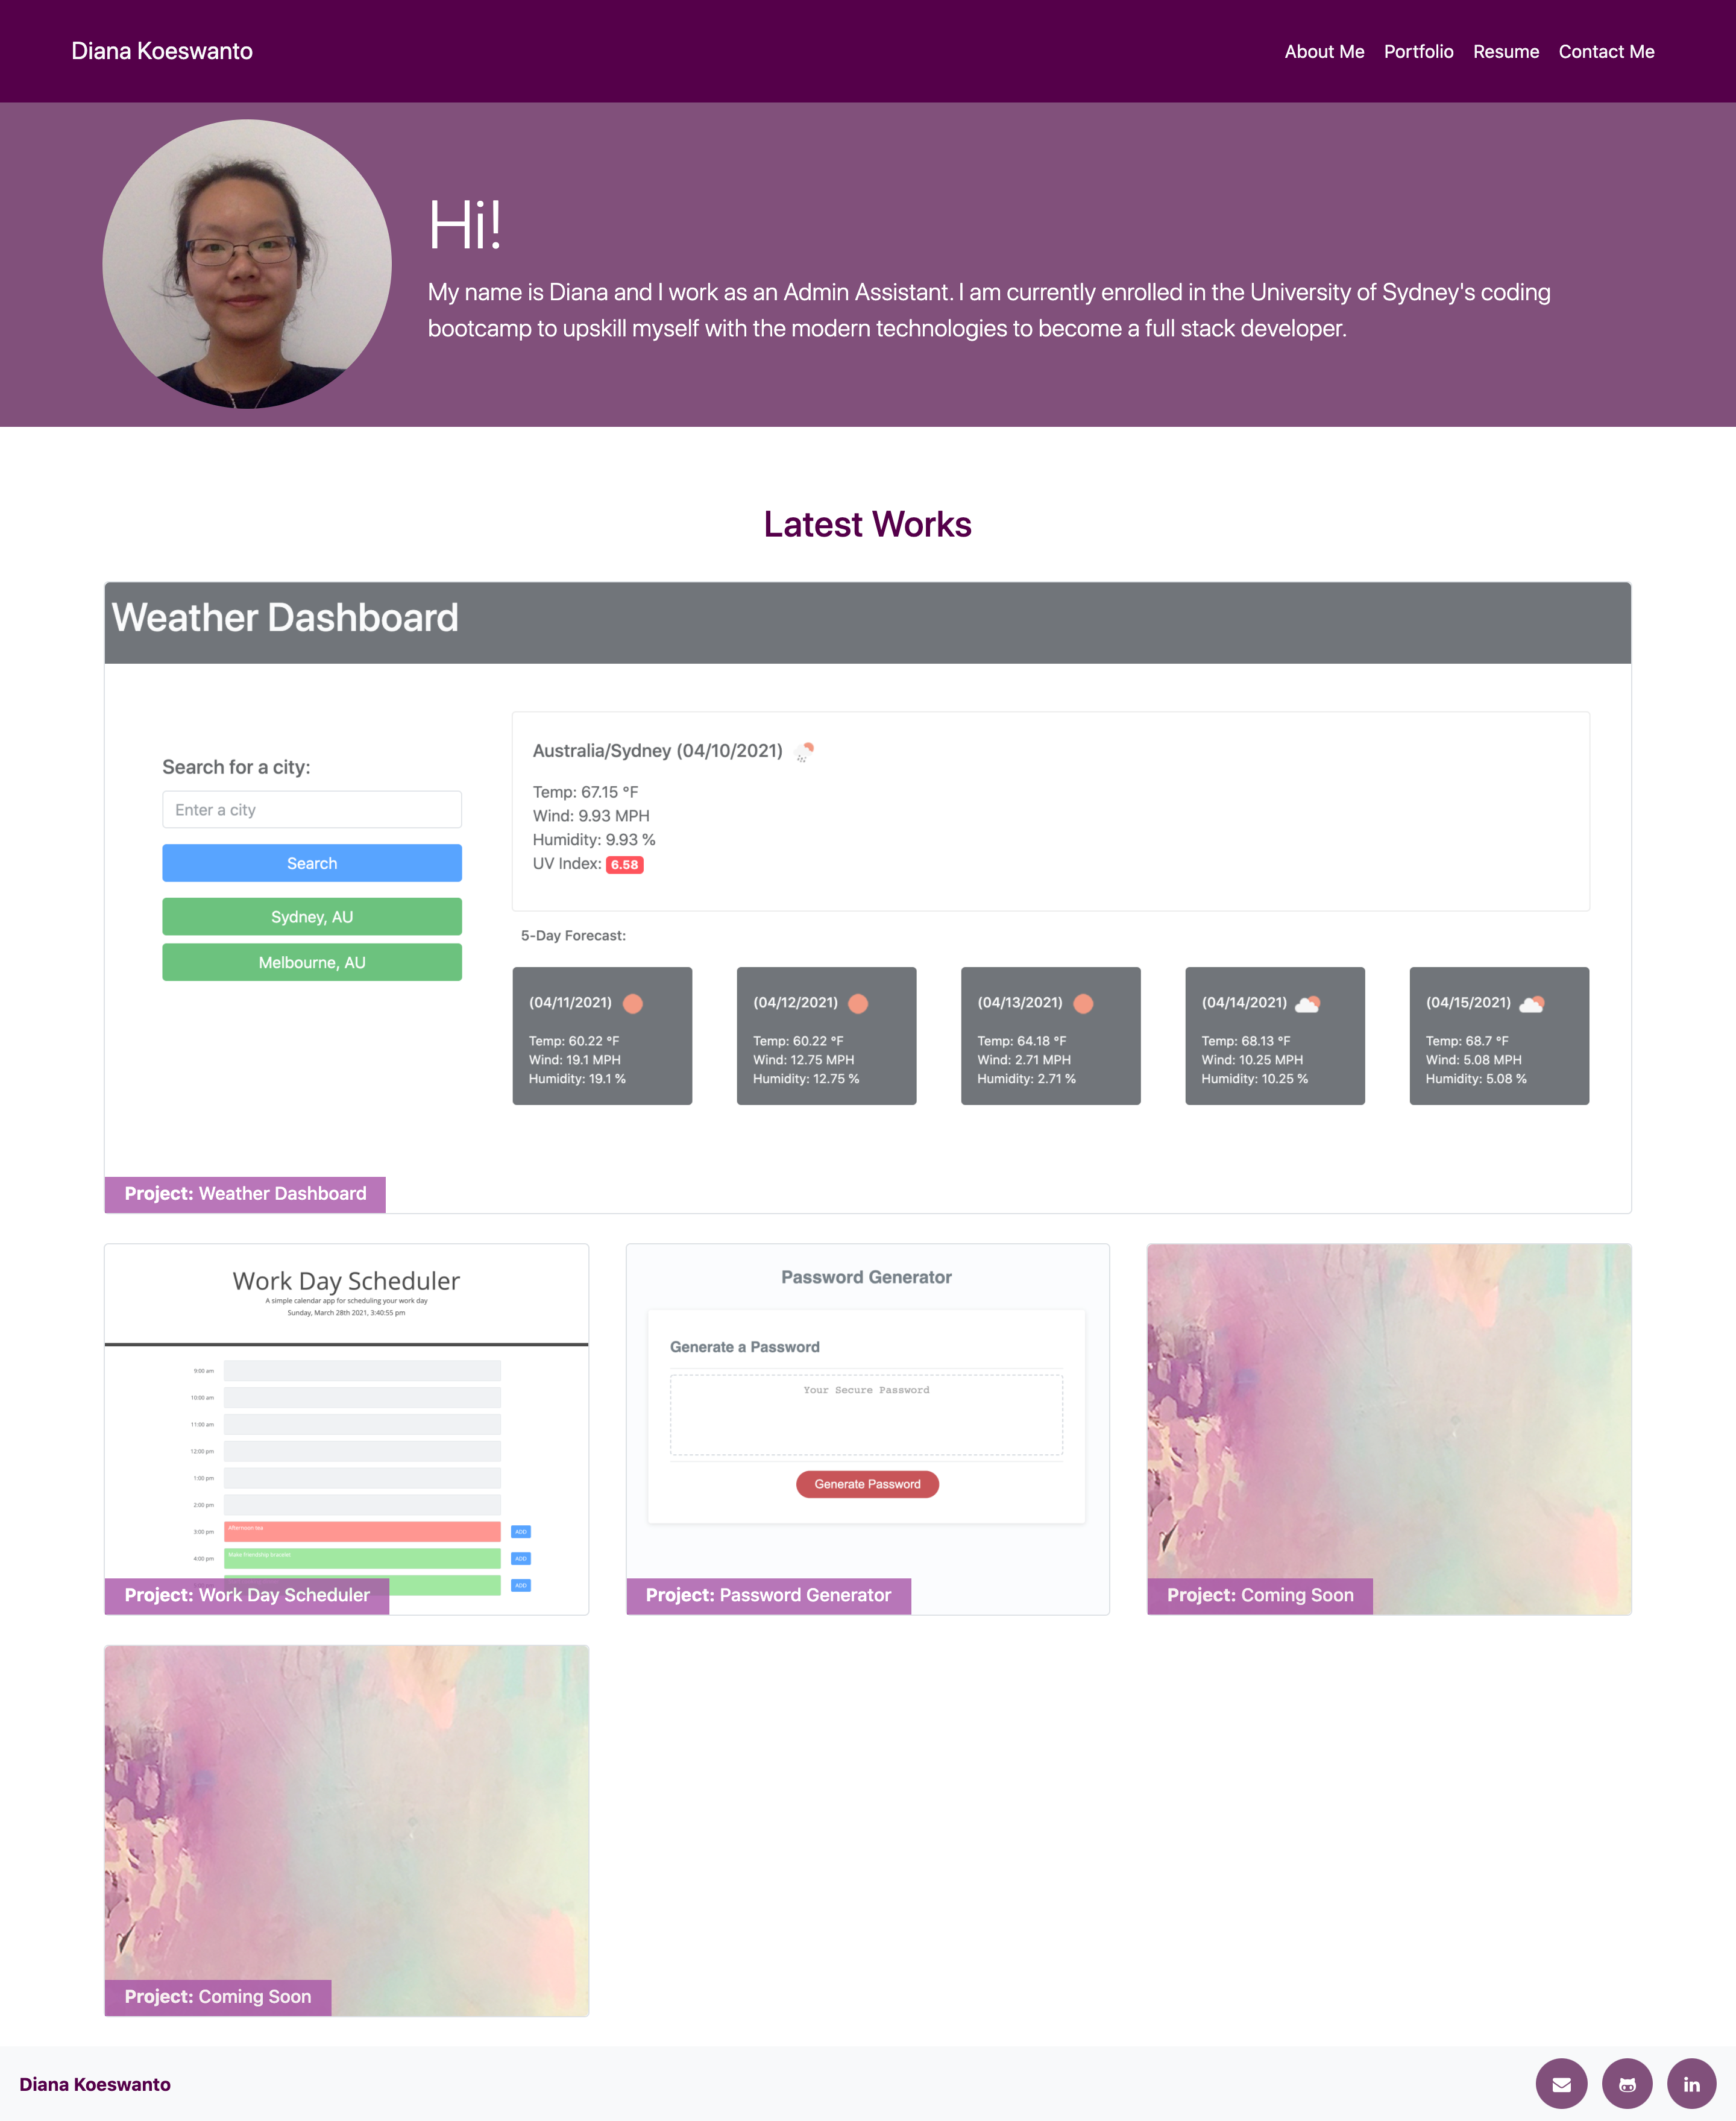 Diana Koeswanto
About Me Portfolio Resume Contact Me
Hi!
My name is Diana and I work as an Admin Assistant. I am currently enrolled in the University of Sydney's coding
bootcamp to upskill myself with the modern technologies to become a full stack developer.
Latest Works
Weather Dashboard
Search for a city:
Enter a city
Search
Sydney, AU
Melbourne, AU
Australia/Sydney (04/10/2021)
Temp: 67.15 °F
Wind: 9.93 MPH
Humidity: 9.93 %
UV Index: 6.58
5-Day Forecast:
(04/11/2021)
Temp: 60.22 °F
Wind: 19.1 MPH
Humidity: 19.1 %
(04/12/2021)
Temp: 60.22 °F
Wind: 12.75 MPH
Humidity: 12.75 %
(04/13/2021)
Temp: 64.18 °F
Wind: 2.71 MPH
Humidity: 2.71 %
(04/14/2021)
Temp: 68.13 °F
Wind: 10.25 MPH
Humidity: 10.25 %
(04/15/2021)
Temp: 68.7 °F
Wind: 5.08 MPH
Humidity: 5.08 %
Project: Weather Dashboard
Work Day Scheduler
A simple calendar app for scheduling your work day
Sunday, March 28th 2021, 3:40:55 pm
9:00 am
10:00 am
11:00 am
12:00 pm
1:00 pm
2:00 pm
3:00 pm Afternoon tea ADD
4:00 pm Make friendship bracelet ADD
ADD
Project: Work Day Scheduler
Password Generator
Generate a Password
Your Secure Password
Generate Password
Project: Password Generator
Project: Coming Soon
Project: Coming Soon
Diana Koeswanto
in